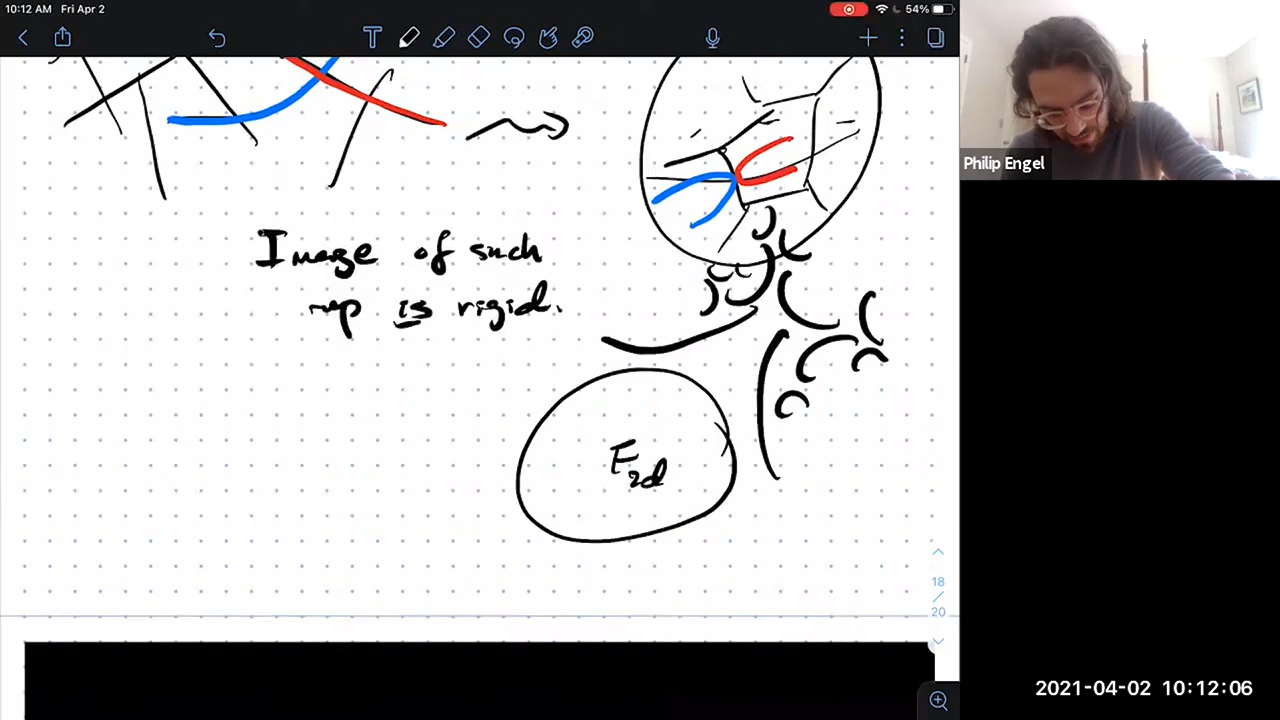 10:12 AM Fri Apr 2
54%
T
Philip Engel
Image of such
map is rigid.
F2d
18
/
20
2021-04-02 10:12:06